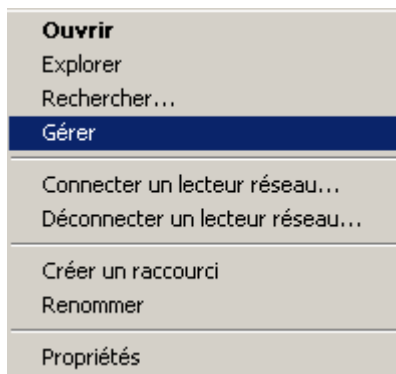 Ouvrir
Explorer
Rechercher...
Gérer
Connecter un lecteur réseau...
Déconnecter un lecteur réseau...
Créer un raccourci
Renommer
Propriétés